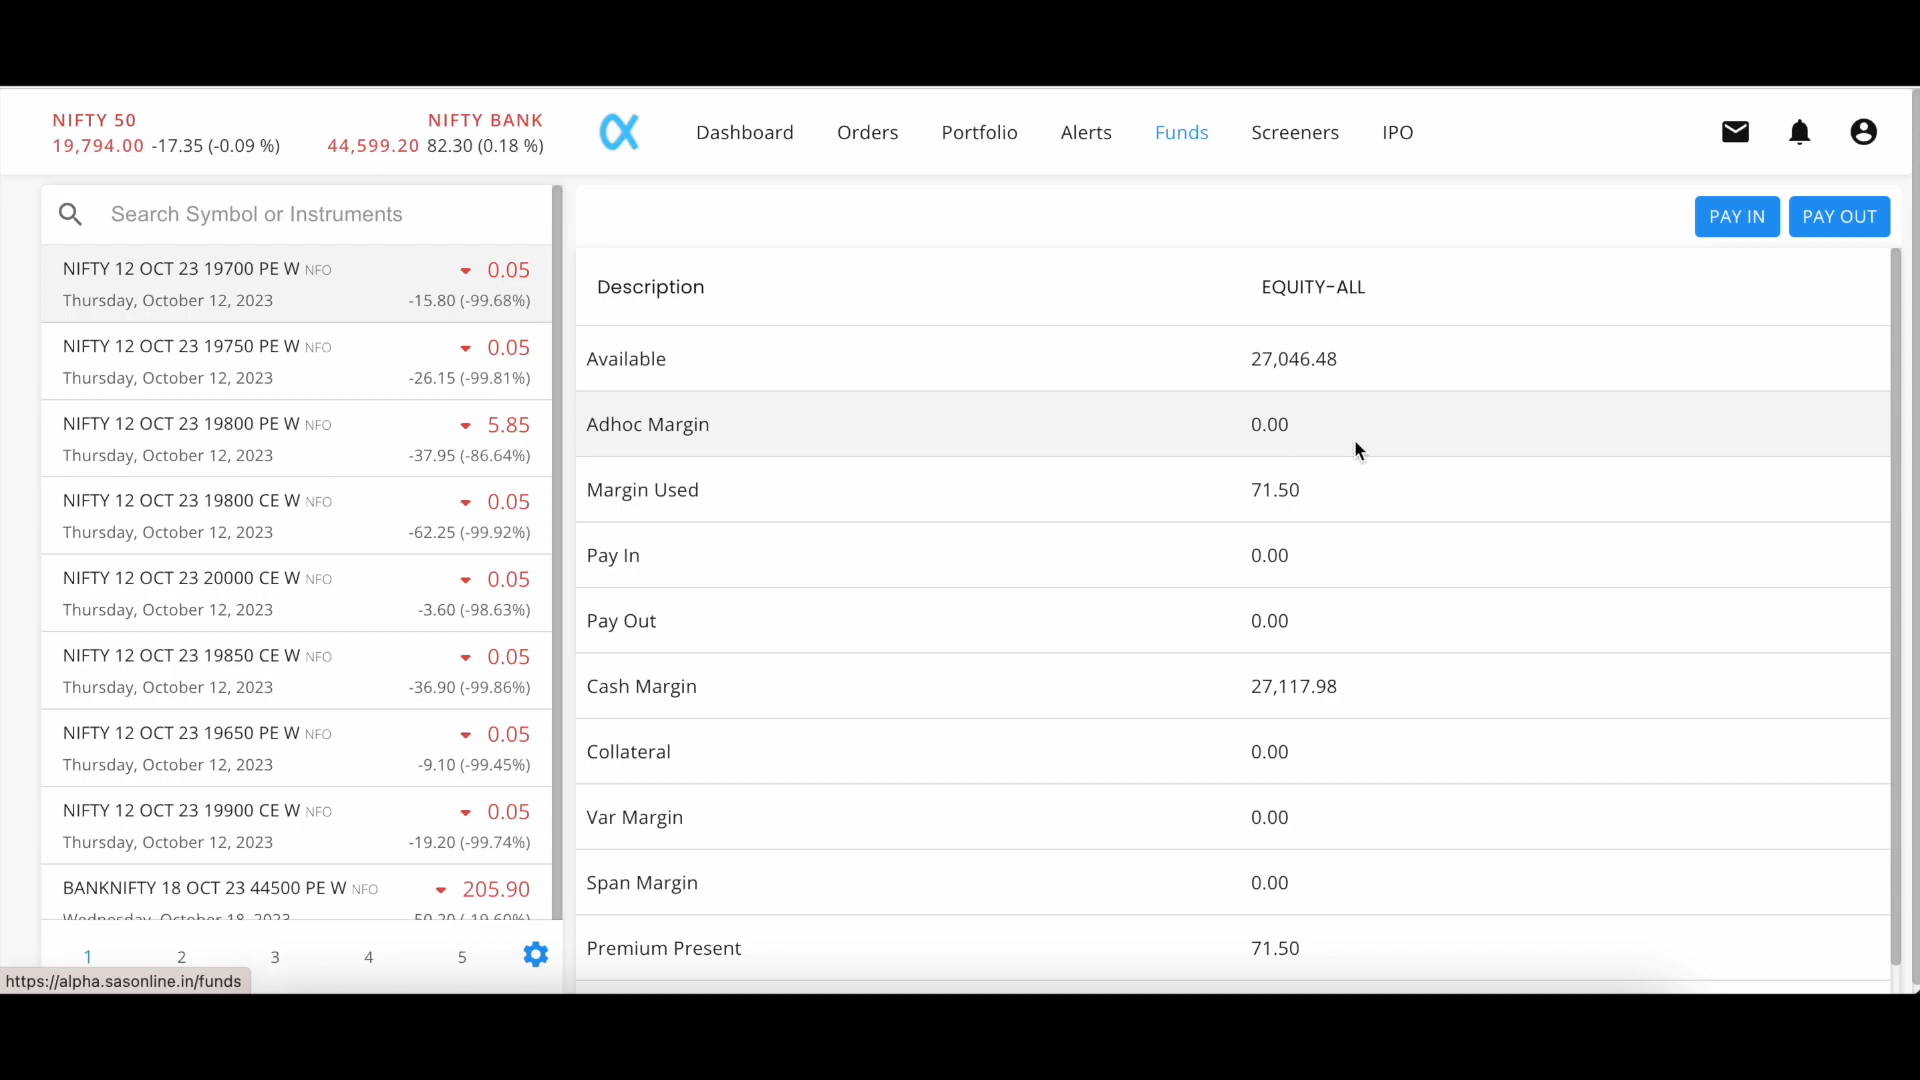 NIFTY 50
19,794.00 -17.35 (-0.09 %)
NIFTY BANK
44,599.20 82.30 (0.18 %)
Dashboard
Orders
Portfolio
Alerts
Funds
Screeners
IPO
Search Symbol or Instruments
NIFTY 12 OCT 23 19700 PE W NFO 0.05
Thursday, October 12, 2023 -15.80 (-99.68%)
NIFTY 12 OCT 23 19750 PE W NFO 0.05
Thursday, October 12, 2023 -26.15 (-99.81%)
NIFTY 12 OCT 23 19800 PE W NFO 5.85
Thursday, October 12, 2023 -37.95 (-86.64%)
NIFTY 12 OCT 23 19800 CE W NFO 0.05
Thursday, October 12, 2023 -62.25 (-99.92%)
NIFTY 12 OCT 23 20000 CE W NFO 0.05
Thursday, October 12, 2023 -3.60 (-98.63%)
NIFTY 12 OCT 23 19850 CE W NFO 0.05
Thursday, October 12, 2023 -36.90 (-99.86%)
NIFTY 12 OCT 23 19650 PE W NFO 0.05
Thursday, October 12, 2023 -9.10 (-99.45%)
NIFTY 12 OCT 23 19900 CE W NFO 0.05
Thursday, October 12, 2023 -19.20 (-99.74%)
BANKNIFTY 18 OCT 23 44500 PE W NFO 205.90
Wednesday, October 18, 2023 -50.20 (-19.60%)
1 2 3 4 5
https://alpha.sasonline.in/funds
PAY IN
PAY OUT
Description EQUITY-ALL
Available 27,046.48
Adhoc Margin 0.00
Margin Used 71.50
Pay In 0.00
Pay Out 0.00
Cash Margin 27,117.98
Collateral 0.00
Var Margin 0.00
Span Margin 0.00
Premium Present 71.50